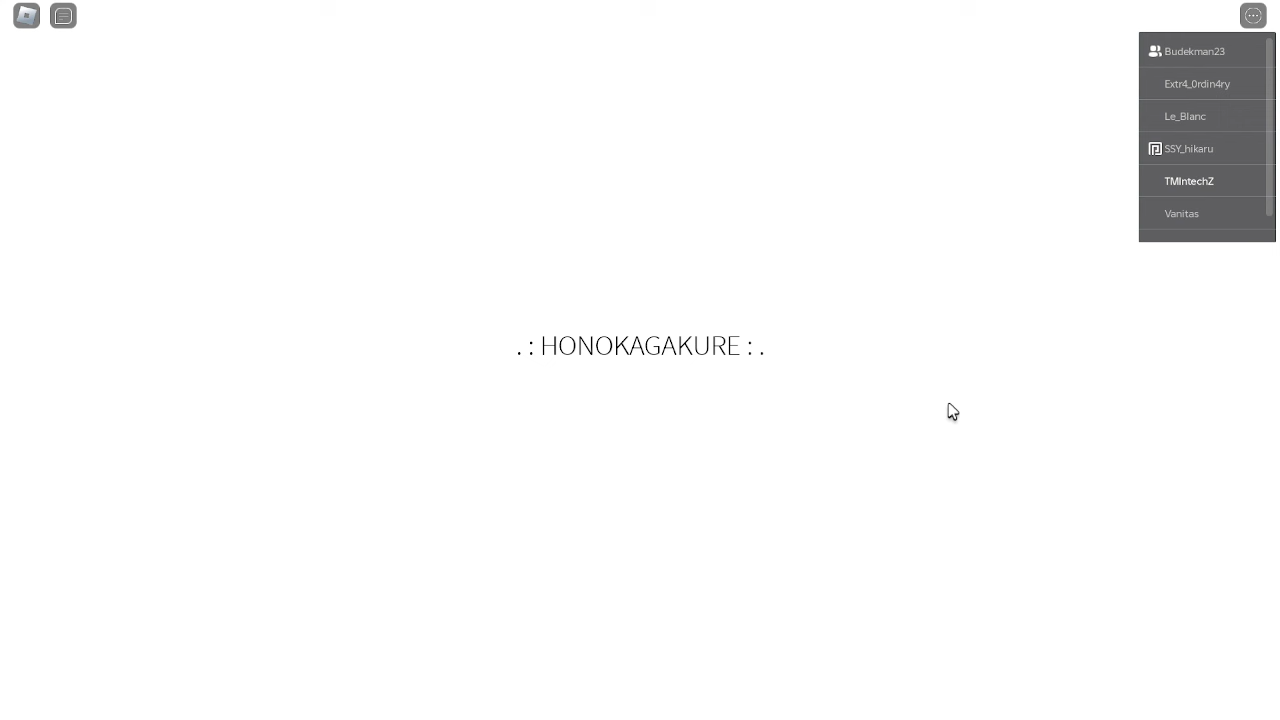 Budekman23
Extr4_0rdin4ry
Le_Blanc
SSY_hikaru
TMIntechZ
Vanitas
. : HONOKAGAKURE : .